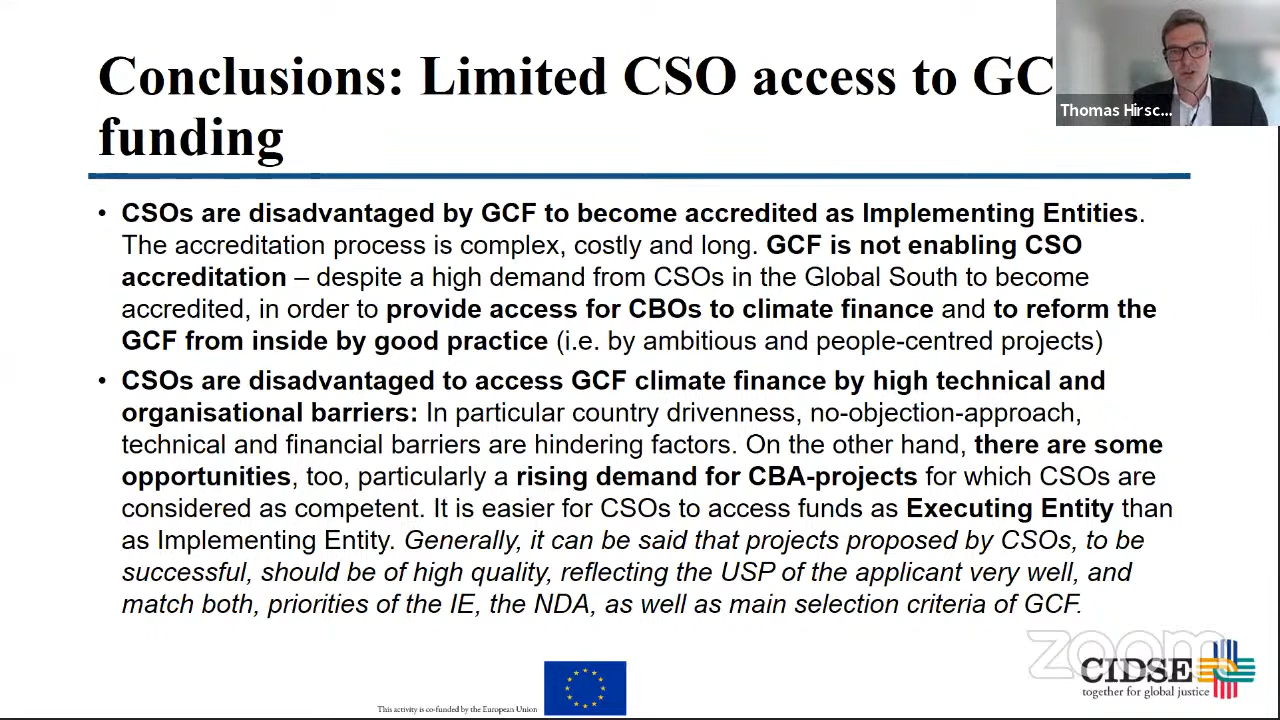 Conclusions: Limited CSO access to GC
funding
Thomas Hirsc...
• CSOs are disadvantaged by GCF to become accredited as Implementing Entities.
The accreditation process is complex, costly and long. GCF is not enabling CSO
accreditation – despite a high demand from CSOs in the Global South to become
accredited, in order to provide access for CBOs to climate finance and to reform the
GCF from inside by good practice (i.e. by ambitious and people-centred projects)
• CSOs are disadvantaged to access GCF climate finance by high technical and
organisational barriers: In particular country drivenness, no-objection-approach,
technical and financial barriers are hindering factors. On the other hand, there are some
opportunities, too, particularly a rising demand for CBA-projects for which CSOs are
considered as competent. It is easier for CSOs to access funds as Executing Entity than
as Implementing Entity. Generally, it can be said that projects proposed by CSOs, to be
successful, should be of high quality, reflecting the USP of the applicant very well, and
match both, priorities of the IE, the NDA, as well as main selection criteria of GCF.
zoom
CIDSE
together for global justice
This activity is co-funded by the European Union